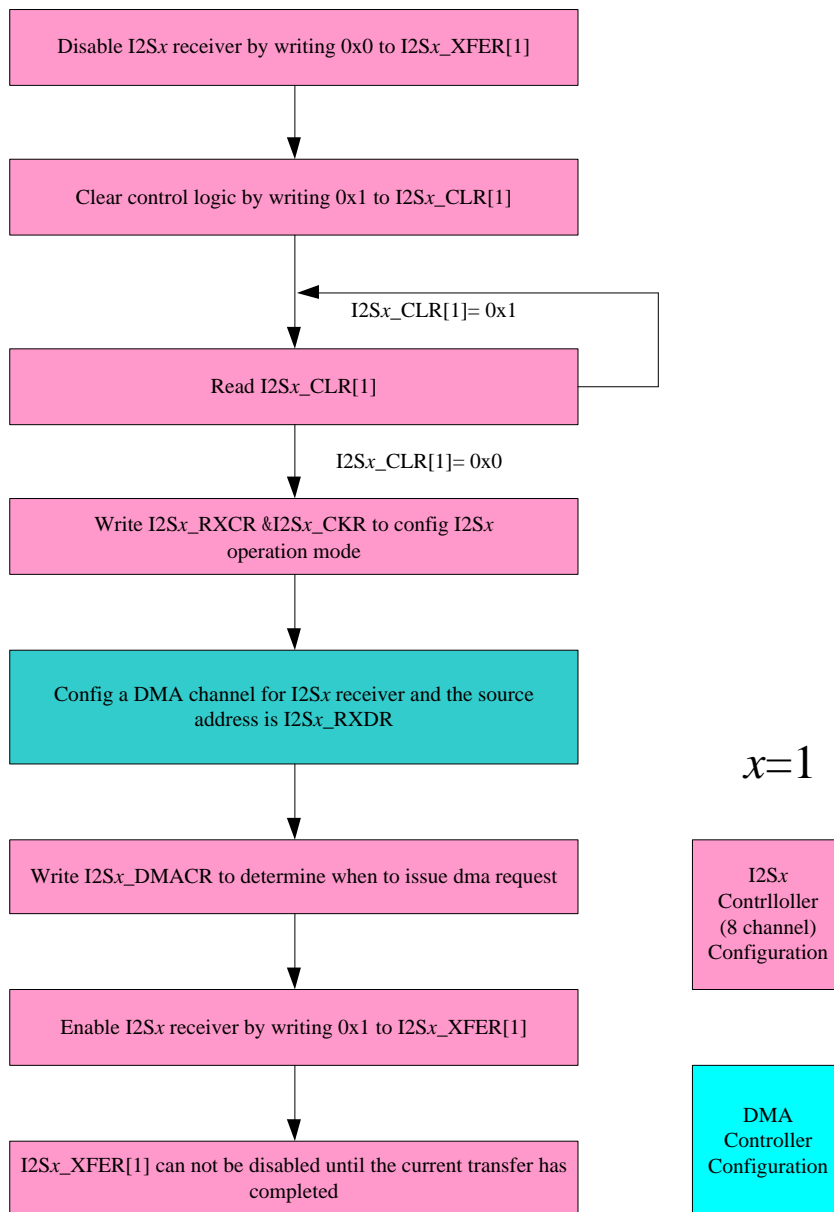 Disable I2Sx receiver by writing 0x0 to I2Sx_XFER[1]
Clear control logic by writing 0x1 to I2Sx_CLR[1]
I2Sx_CLR[1]= 0x1
Read I2Sx_CLR[1]
I2Sx_CLR[1]= 0x0
Write I2Sx_RXCR &I2Sx_CKR to config I2Sx
operation mode
Config a DMA channel for I2Sx receiver and the source
address is I2Sx_RXDR
x=1
Write I2Sx_DMACR to determine when to issue dma request
I2Sx
Contrlloller
(8 channel)
Configuration
Enable I2Sx receiver by writing 0x1 to I2Sx_XFER[1]
DMA
Controller
Configuration
I2Sx_XFER[1] can not be disabled until the current transfer has
completed